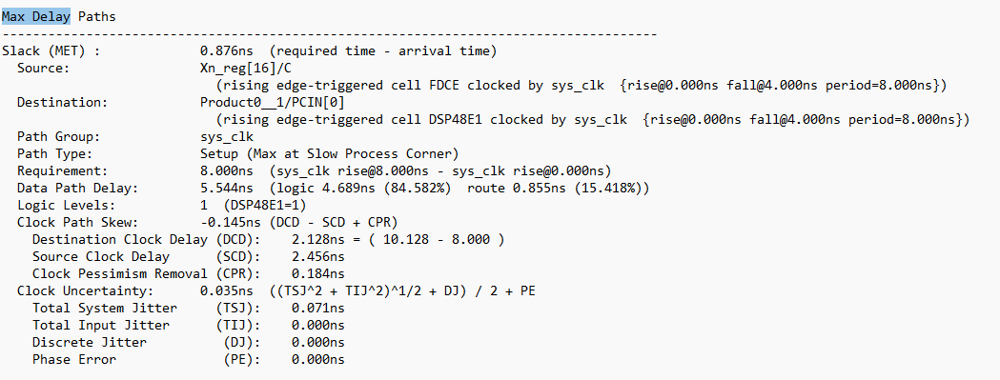 Max Delay Paths
--------------------------------------------------------------------------------------
Slack (MET) :             0.876ns  (required time - arrival time)
  Source:                 Xn_reg[16]/C
                            (rising edge-triggered cell FDCE clocked by sys_clk  {rise@0.000ns fall@4.000ns period=8.000ns})
  Destination:            Product0__1/PCIN[0]
                            (rising edge-triggered cell DSP48E1 clocked by sys_clk  {rise@0.000ns fall@4.000ns period=8.000ns})
  Path Group:             sys_clk
  Path Type:              Setup (Max at Slow Process Corner)
  Requirement:            8.000ns  (sys_clk rise@8.000ns - sys_clk rise@0.000ns)
  Data Path Delay:        5.544ns  (logic 4.689ns (84.582%)  route 0.855ns (15.418%))
  Logic Levels:           1  (DSP48E1=1)
  Clock Path Skew:        -0.145ns (DCD - SCD + CPR)
    Destination Clock Delay (DCD):    2.128ns = ( 10.128 - 8.000 )
    Source Clock Delay      (SCD):    2.456ns
    Clock Pessimism Removal (CPR):    0.184ns
  Clock Uncertainty:      0.035ns  ((TSJ^2 + TIJ^2)^1/2 + DJ) / 2 + PE
    Total System Jitter     (TSJ):    0.071ns
    Total Input Jitter      (TIJ):    0.000ns
    Discrete Jitter          (DJ):    0.000ns
    Phase Error              (PE):    0.000ns